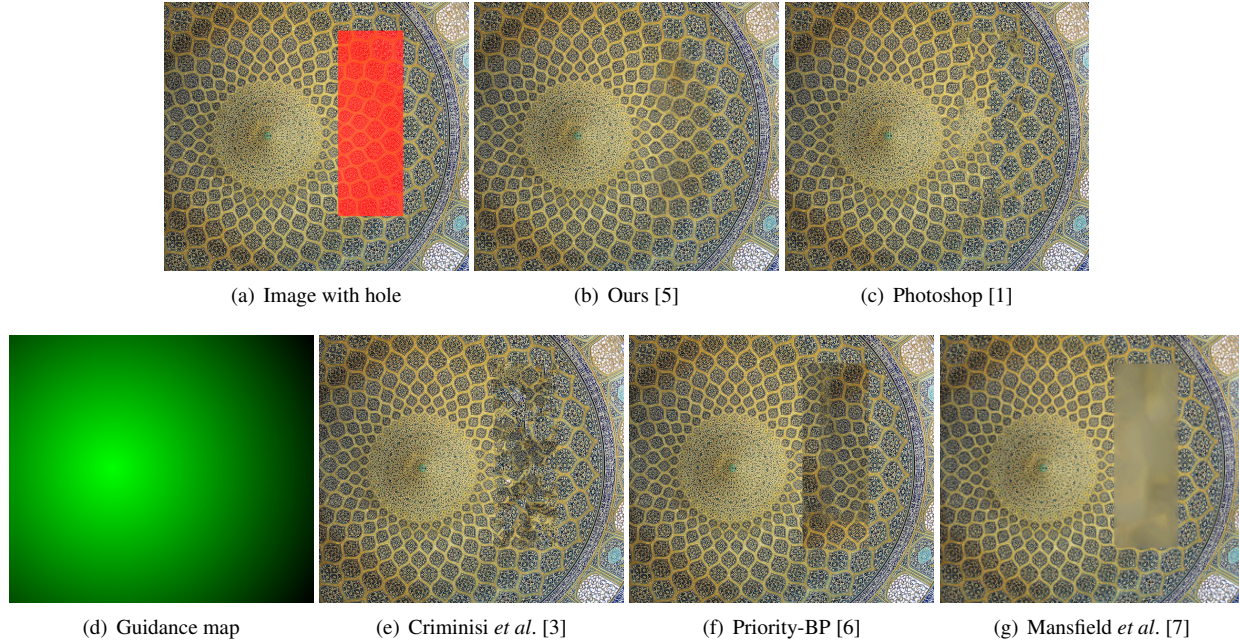 (a) Image with hole
(b) Ours [5]
(c) Photoshop [1]
(d) Guidance map
(e) Criminisi et al. [3]
(f) Priority-BP [6]
(g) Mansfield et al. [7]